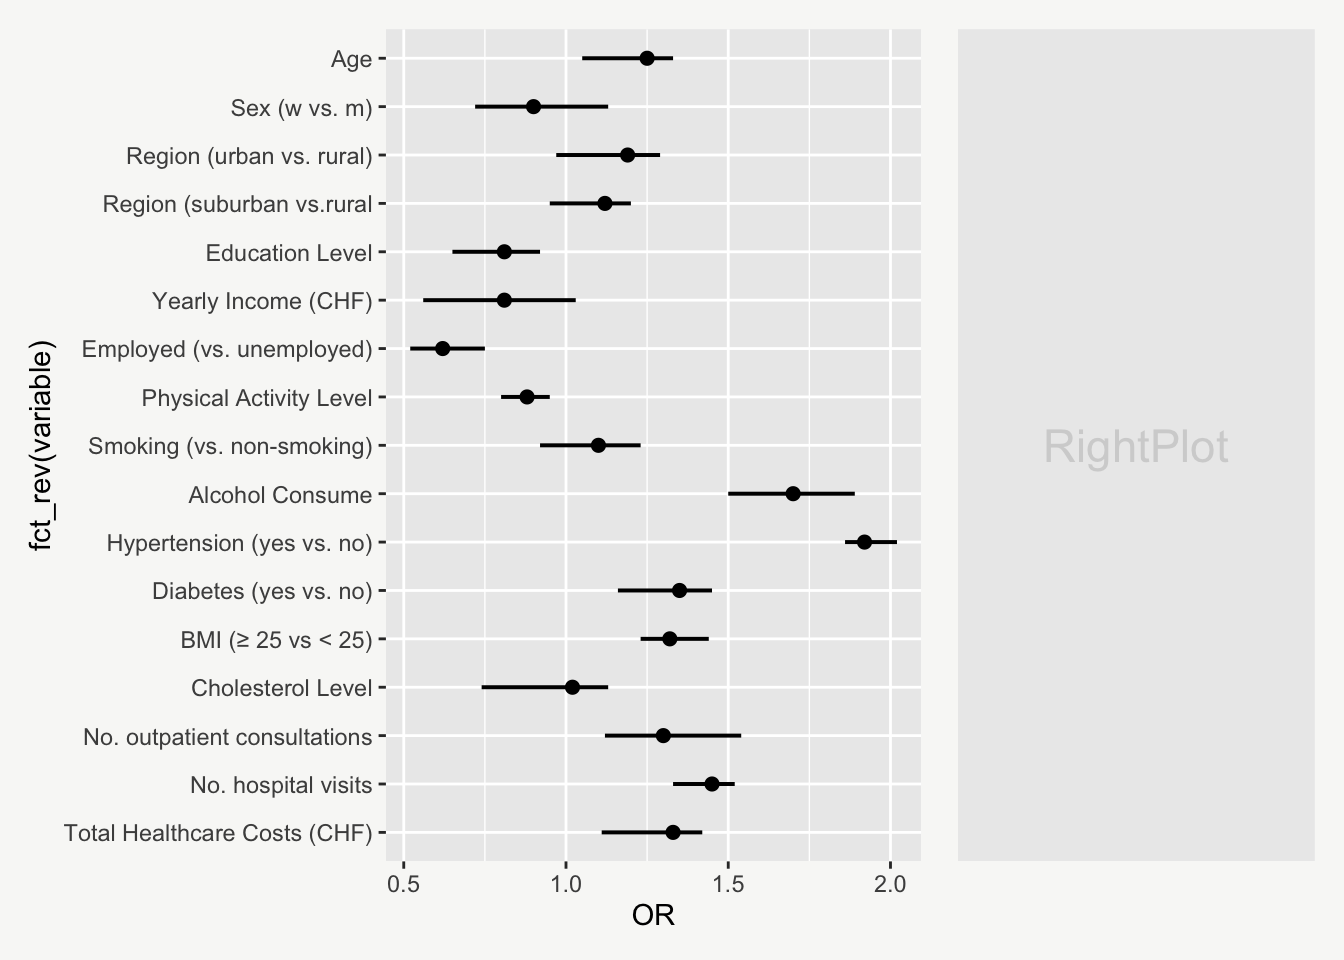 Age
Sex (w vs. m)
Region (urban vs. rural)
Region (suburban vs.rural
Education Level
Yearly Income (CHF)
Employed (vs. unemployed)
Physical Activity Level
Smoking (vs. non-smoking)
Alcohol Consume
Hypertension (yes vs. no)
Diabetes (yes vs. no)
BMI (≥ 25 vs < 25)
Cholesterol Level
No. outpatient consultations
No. hospital visits
Total Healthcare Costs (CHF)
fct_rev(variable)
0.5 1.0 1.5 2.0
OR
RightPlot